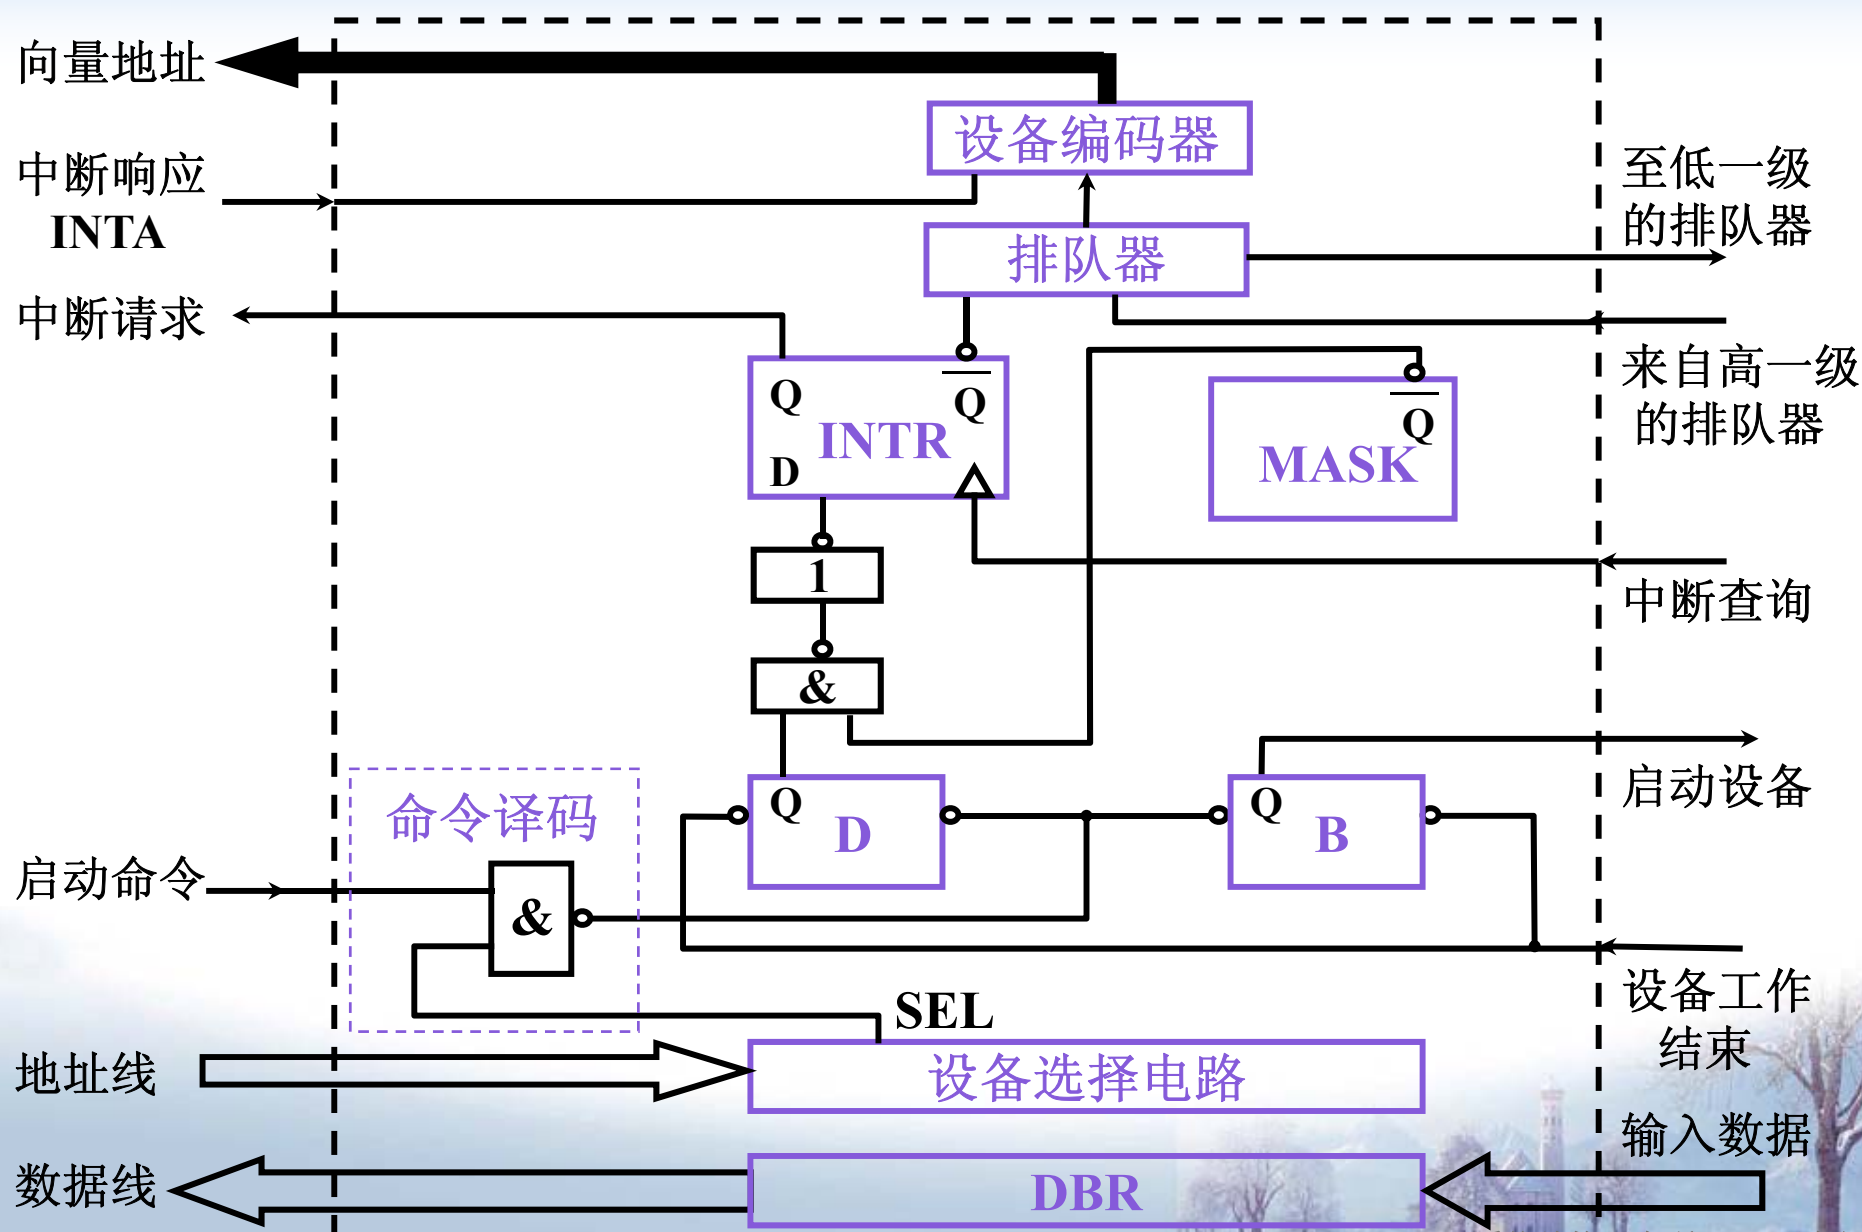 向量地址
设备编码器
中断响应
INTA
至低一级
的排队器
排队器
中断请求
来自高一级
的排队器
Q
Q
INTR
D
Q
MASK
1
中断查询
&
启动设备
命令译码
Q
D
Q
B
启动命令
&
设备工作
结束
SEL
地址线
设备选择电路
输入数据
数据线
DBR